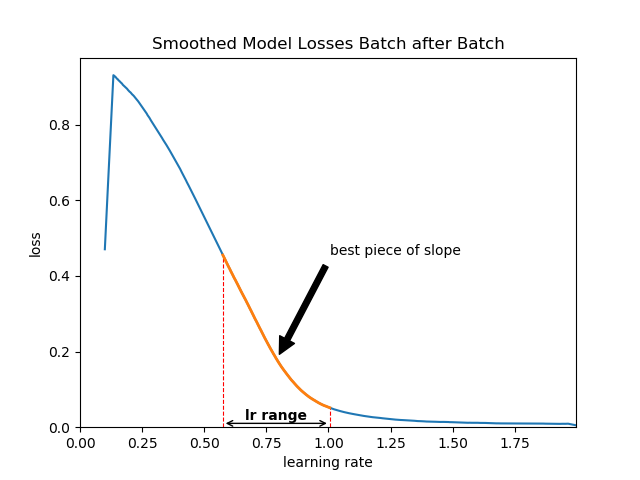 Smoothed Model Losses Batch after Batch
0.8
0.6
0.4
0.2
0.0
loss
best piece of slope
lr range
0.00 0.25 0.50 0.75 1.00 1.25 1.50 1.75
learning rate